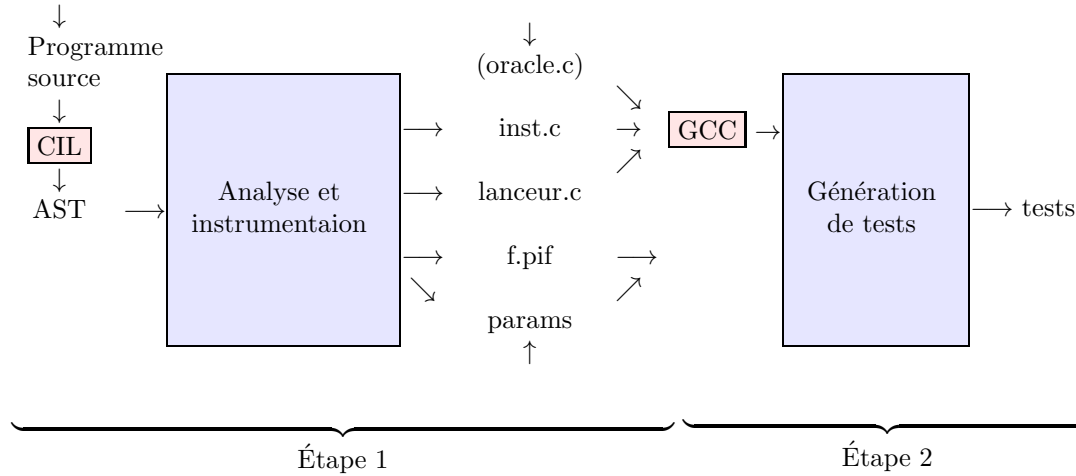 Programme
source
CIL
AST
Analyse et
instrumentaion
(oracle.c)
inst.c
lanceur.c
f.pif
params
GCC
Génération
de tests
tests
Étape 1
Étape 2